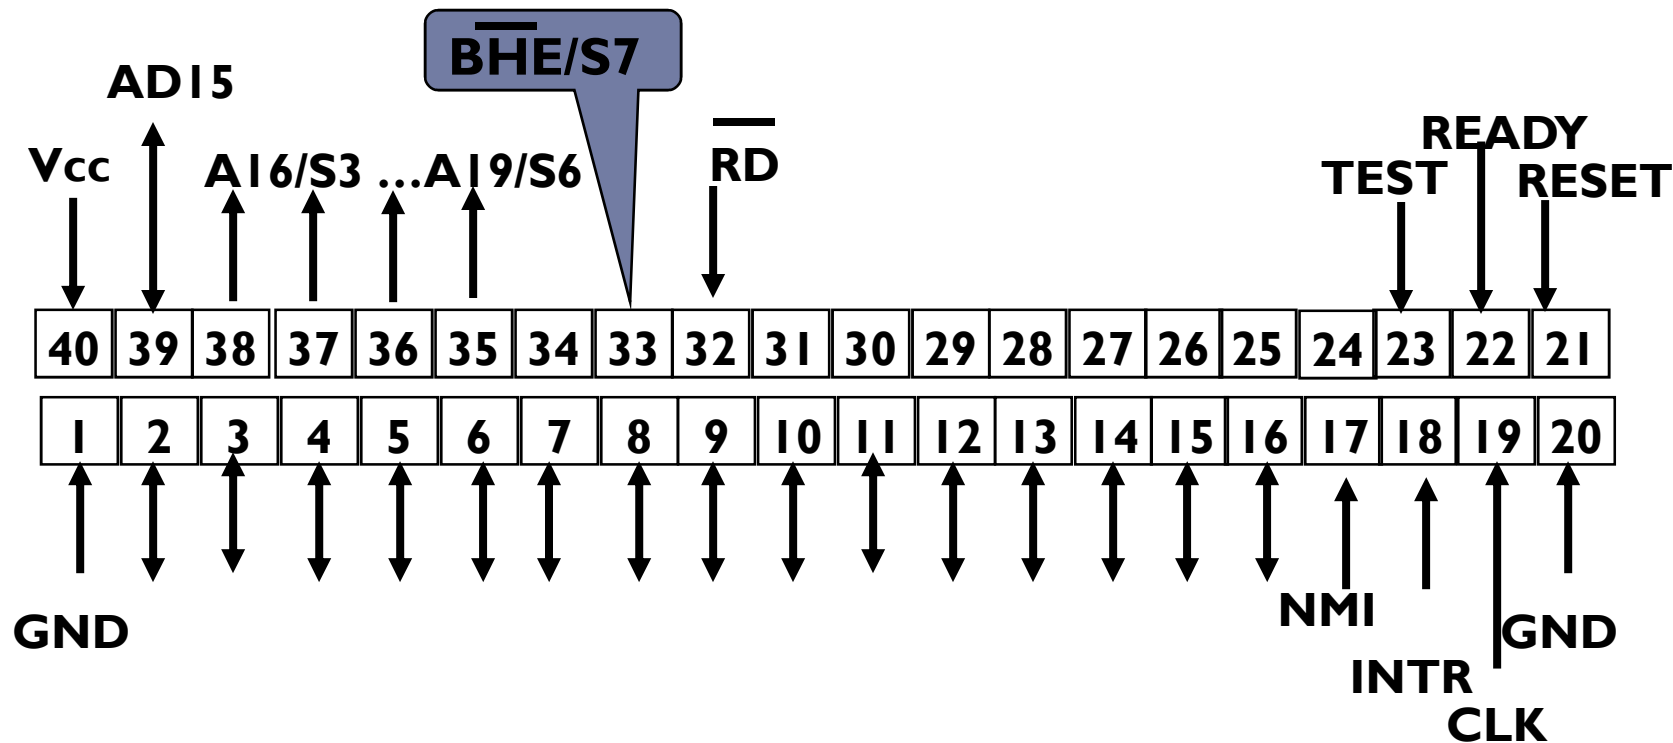 BHE/S7
AD15
READY
Vcc
A16/S3 ...A19/S6
RD
TEST
RESET
40 39 38 37 36 35 34 33 32 31 30 29 28 27 26 25 24 23 22 21
1 2 3 4 5 6 7 8 9 10 11 12 13 14 15 16 17 18 19 20
NMI
GND
GND
INTR
CLK